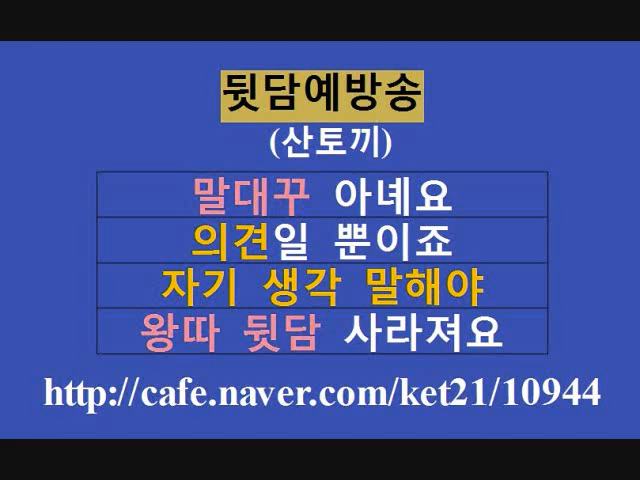 뒷담예방송
(산토끼)
말대꾸 아녜요
의견일 뿐이죠
자기 생각 말해야
왕따 뒷담 사라져요
http://cafe.naver.com/ket21/10944